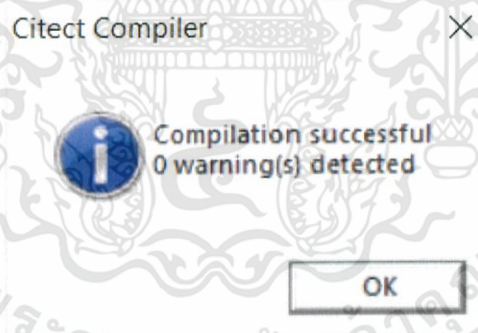 Citect Compiler
Compilation successful
0 warning(s) detected
OK